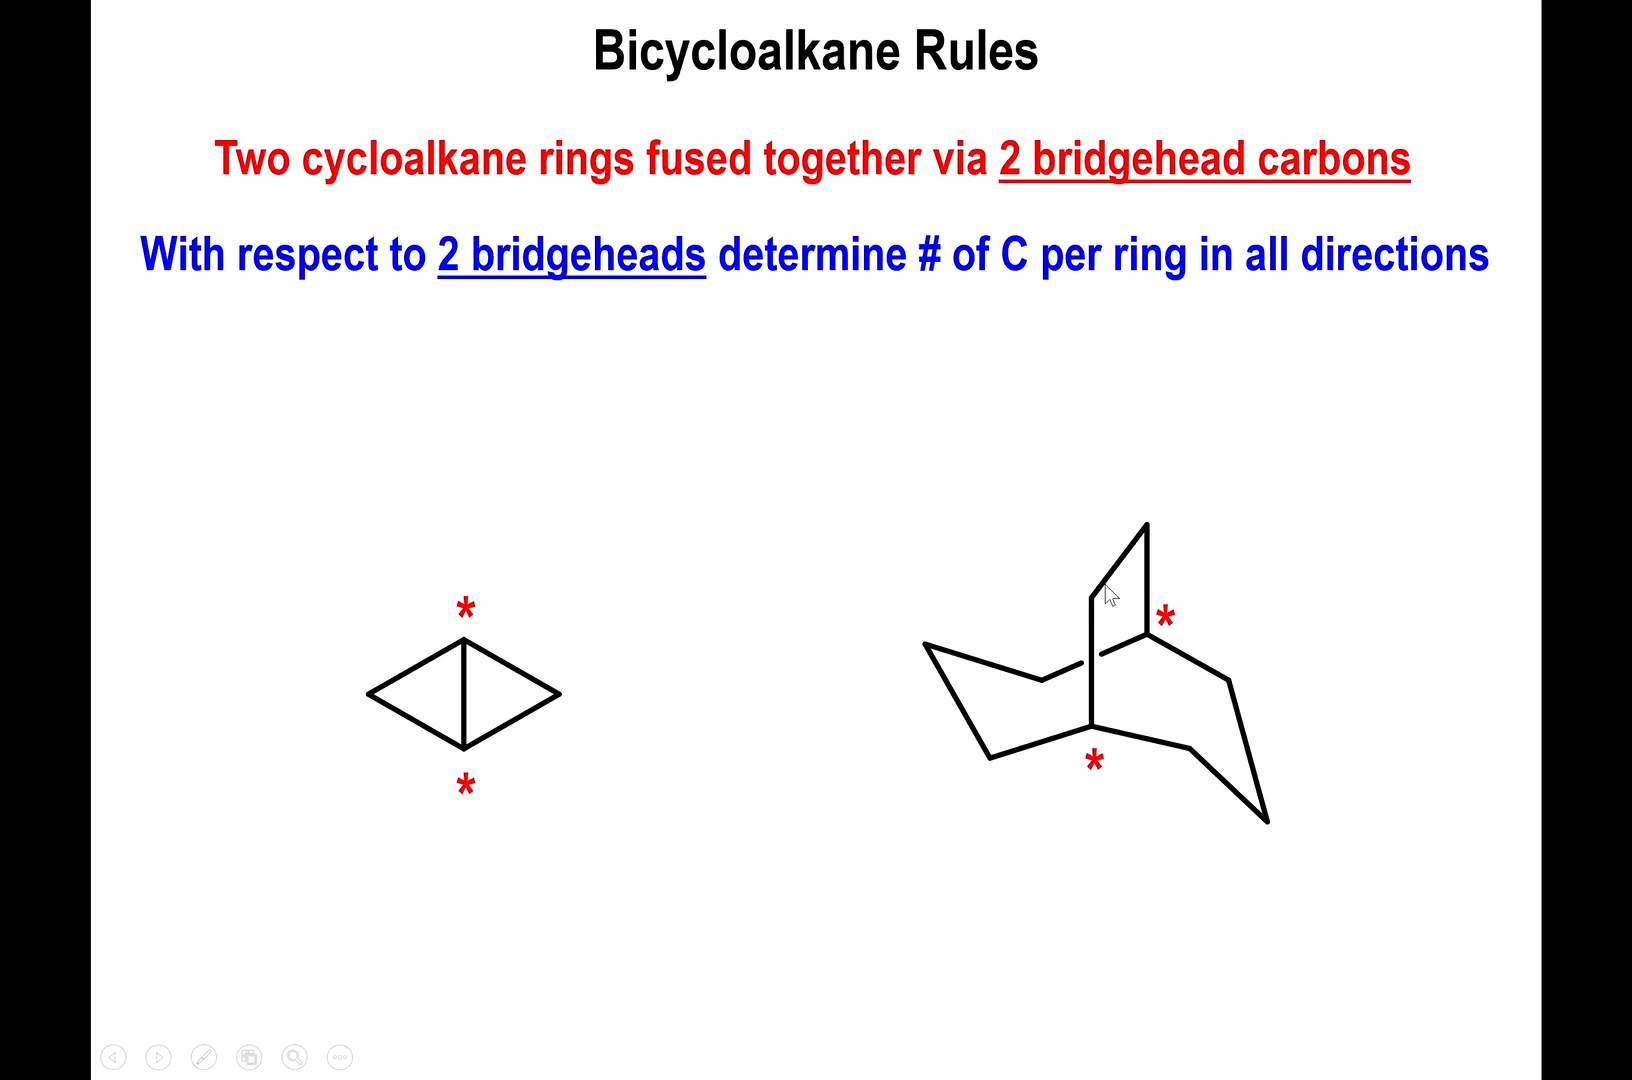 Bicycloalkane Rules
Two cycloalkane rings fused together via 2 bridgehead carbons
With respect to 2 bridgeheads determine # of C per ring in all directions
*
*
*
*